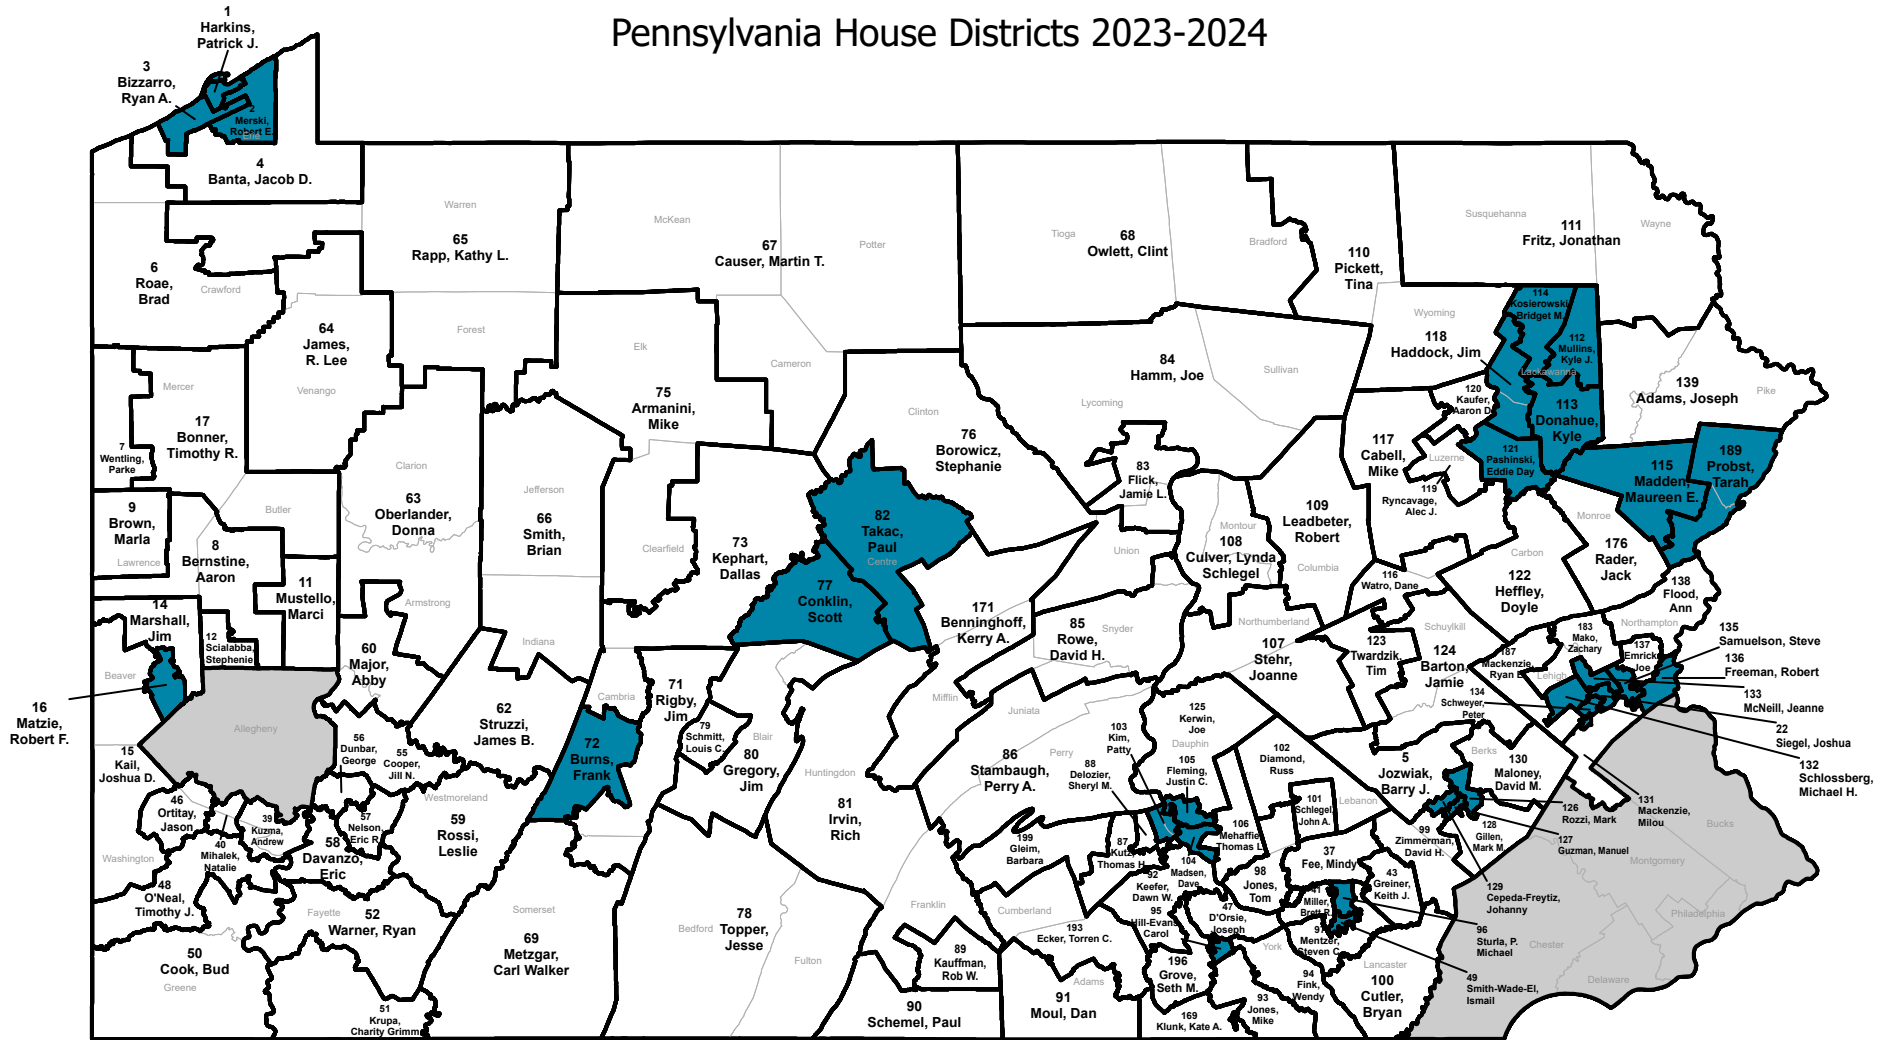 Pennsylvania House Districts 2023-2024
1
Harkins,
Patrick J.
3
Bizzarro,
Ryan A.
2
Merski,
Robert E.
Erie
4
Banta, Jacob D.
Warren
65
Rapp, Kathy L.
McKean
67
Causer, Martin T.
Potter
Tioga
68
Owlett, Clint
Bradford
110
Pickett,
Tina
Susquehanna
111
Fritz, Jonathan
Wayne
6
Roae,
Brad
Crawford
64
James,
R. Lee
Venango
Forest
Elk
75
Armanini,
Mike
Cameron
Clinton
76
Borowicz,
Stephanie
84
Hamm, Joe
Lycoming
Sullivan
Wyoming
118
Haddock, Jim
114
Kosierowski,
Bridget M.
112
Mullins,
Kyle J.
Lackawanna
113
Donahue,
Kyle
139
Adams, Joseph
Pike
120
Kaufer,
Aaron D.
117
Cabell,
Mike
Luzerne
119
Ryncavage,
Alec J.
121
Pashinski,
Eddie Day
115
Madden,
Maureen E.
189
Probst,
Tarah
Monroe
176
Rader,
Jack
Mercer
17
Bonner,
Timothy R.
7
Wentling,
Parke
9
Brown,
Marla
Lawrence
Butler
8
Bernstine,
Aaron
11
Mustello,
Marci
12
Scialabba,
Stephenie
14
Marshall,
Jim
Beaver
16
Matzie,
Robert F.
15
Kail,
Joshua D.
Allegheny
Clarion
63
Oberlander,
Donna
Armstrong
60
Major,
Abby
Jefferson
66
Smith,
Brian
Indiana
62
Struzzi,
James B.
Clearfield
73
Kephart,
Dallas
82
Takac,
Paul
Centre
77
Conklin,
Scott
171
Benninghoff,
Kerry A.
83
Flick,
Jamie L.
Union
85
Rowe,
David H.
Snyder
Montour
108
Culver, Lynda
Schlegel
109
Leadbeter,
Robert
Columbia
Northumberland
107
Stehr,
Joanne
116
Watro, Dane
Schuylkill
123
Twardzik,
Tim
124
Barton,
Jamie
Carbon
122
Heffley,
Doyle
138
Flood,
Ann
Northampton
183
Mako,
Zachary
137
Emrick,
Joe
187
Mackenzie,
Ryan E.
Lehigh
134
Schweyer,
Peter
135
Samuelson, Steve
136
Freeman, Robert
133
McNeill, Jeanne
22
Siegel, Joshua
132
Schlossberg,
Michael H.
131
Mackenzie,
Milou
Cambria
72
Burns,
Frank
71
Rigby,
Jim
79
Schmitt,
Louis C.
Blair
80
Gregory,
Jim
Huntingdon
81
Irvin,
Rich
Mifflin
Juniata
Perry
86
Stambaugh,
Perry A.
88
Delozier,
Sheryl M.
103
Kim,
Patty
125
Kerwin,
Joe
Dauphin
105
Fleming,
Justin C.
102
Diamond,
Russ
Lebanon
101
Schlegel,
John A.
106
Mehaffie,
Thomas L.
5
Jozwiak,
Barry J.
Berks
130
Maloney,
David M.
126
Rozzi, Mark
127
Guzman, Manuel
128
Gillen,
Mark M.
99
Zimmerman,
David H.
129
Cepeda-Freytiz,
Johanny
96
Sturla, P.
Michael
49
Smith-Wade-El,
Ismail
Bucks
Montgomery
Philadelphia
Chester
Delaware
46
Ortitay,
Jason
Washington
40
Mihalek,
Natalie
39
Kuzma,
Andrew
48
O'Neal,
Timothy J.
50
Cook, Bud
Greene
56
Dunbar,
George
55
Cooper,
Jill N.
57
Nelson,
Eric R.
58
Davanzo,
Eric
Westmoreland
59
Rossi,
Leslie
Fayette
52
Warner, Ryan
51
Krupa,
Charity Grimm
Somerset
69
Metzgar,
Carl Walker
Bedford
78
Topper,
Jesse
Fulton
Franklin
89
Kauffman,
Rob W.
90
Schemel, Paul
199
Gleim,
Barbara
Cumberland
193
Ecker, Torren C.
Adams
91
Moul, Dan
87
Kutz,
Thomas H.
92
Keefer,
Dawn W.
104
Madsen,
Dave
95
Hill-Evans,
Carol
47
D'Orsie,
Joseph
York
196
Grove,
Seth M.
169
Klunk, Kate A.
93
Jones,
Mike
94
Fink,
Wendy
98
Jones,
Tom
37
Fee, Mindy
41
Miller,
Brett R.
43
Greiner,
Keith J.
97
Mentzer,
Steven C.
Lancaster
100
Cutler,
Bryan